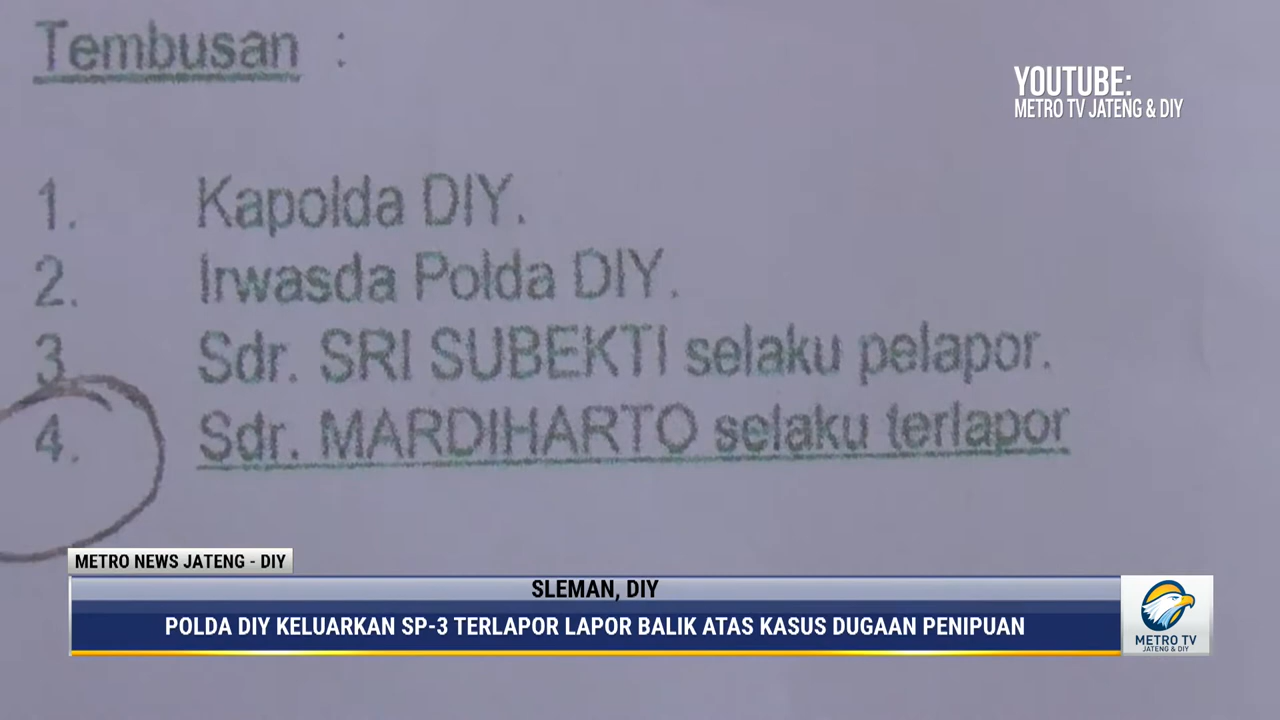 Tembusan :
YOUTUBE:
METRO TV JATENG & DIY
1. Kapolda DIY.
2. Irwasda Polda DIY.
3. Sdr. SRI SUBEKTI selaku pelapor.
4. Sdr. MARDIHARTO selaku terlapor
METRO NEWS JATENG - DIY
SLEMAN, DIY
POLDA DIY KELUARKAN SP-3 TERLAPOR LAPOR BALIK ATAS KASUS DUGAAN PENIPUAN
METRO TV
JATENG & DIY